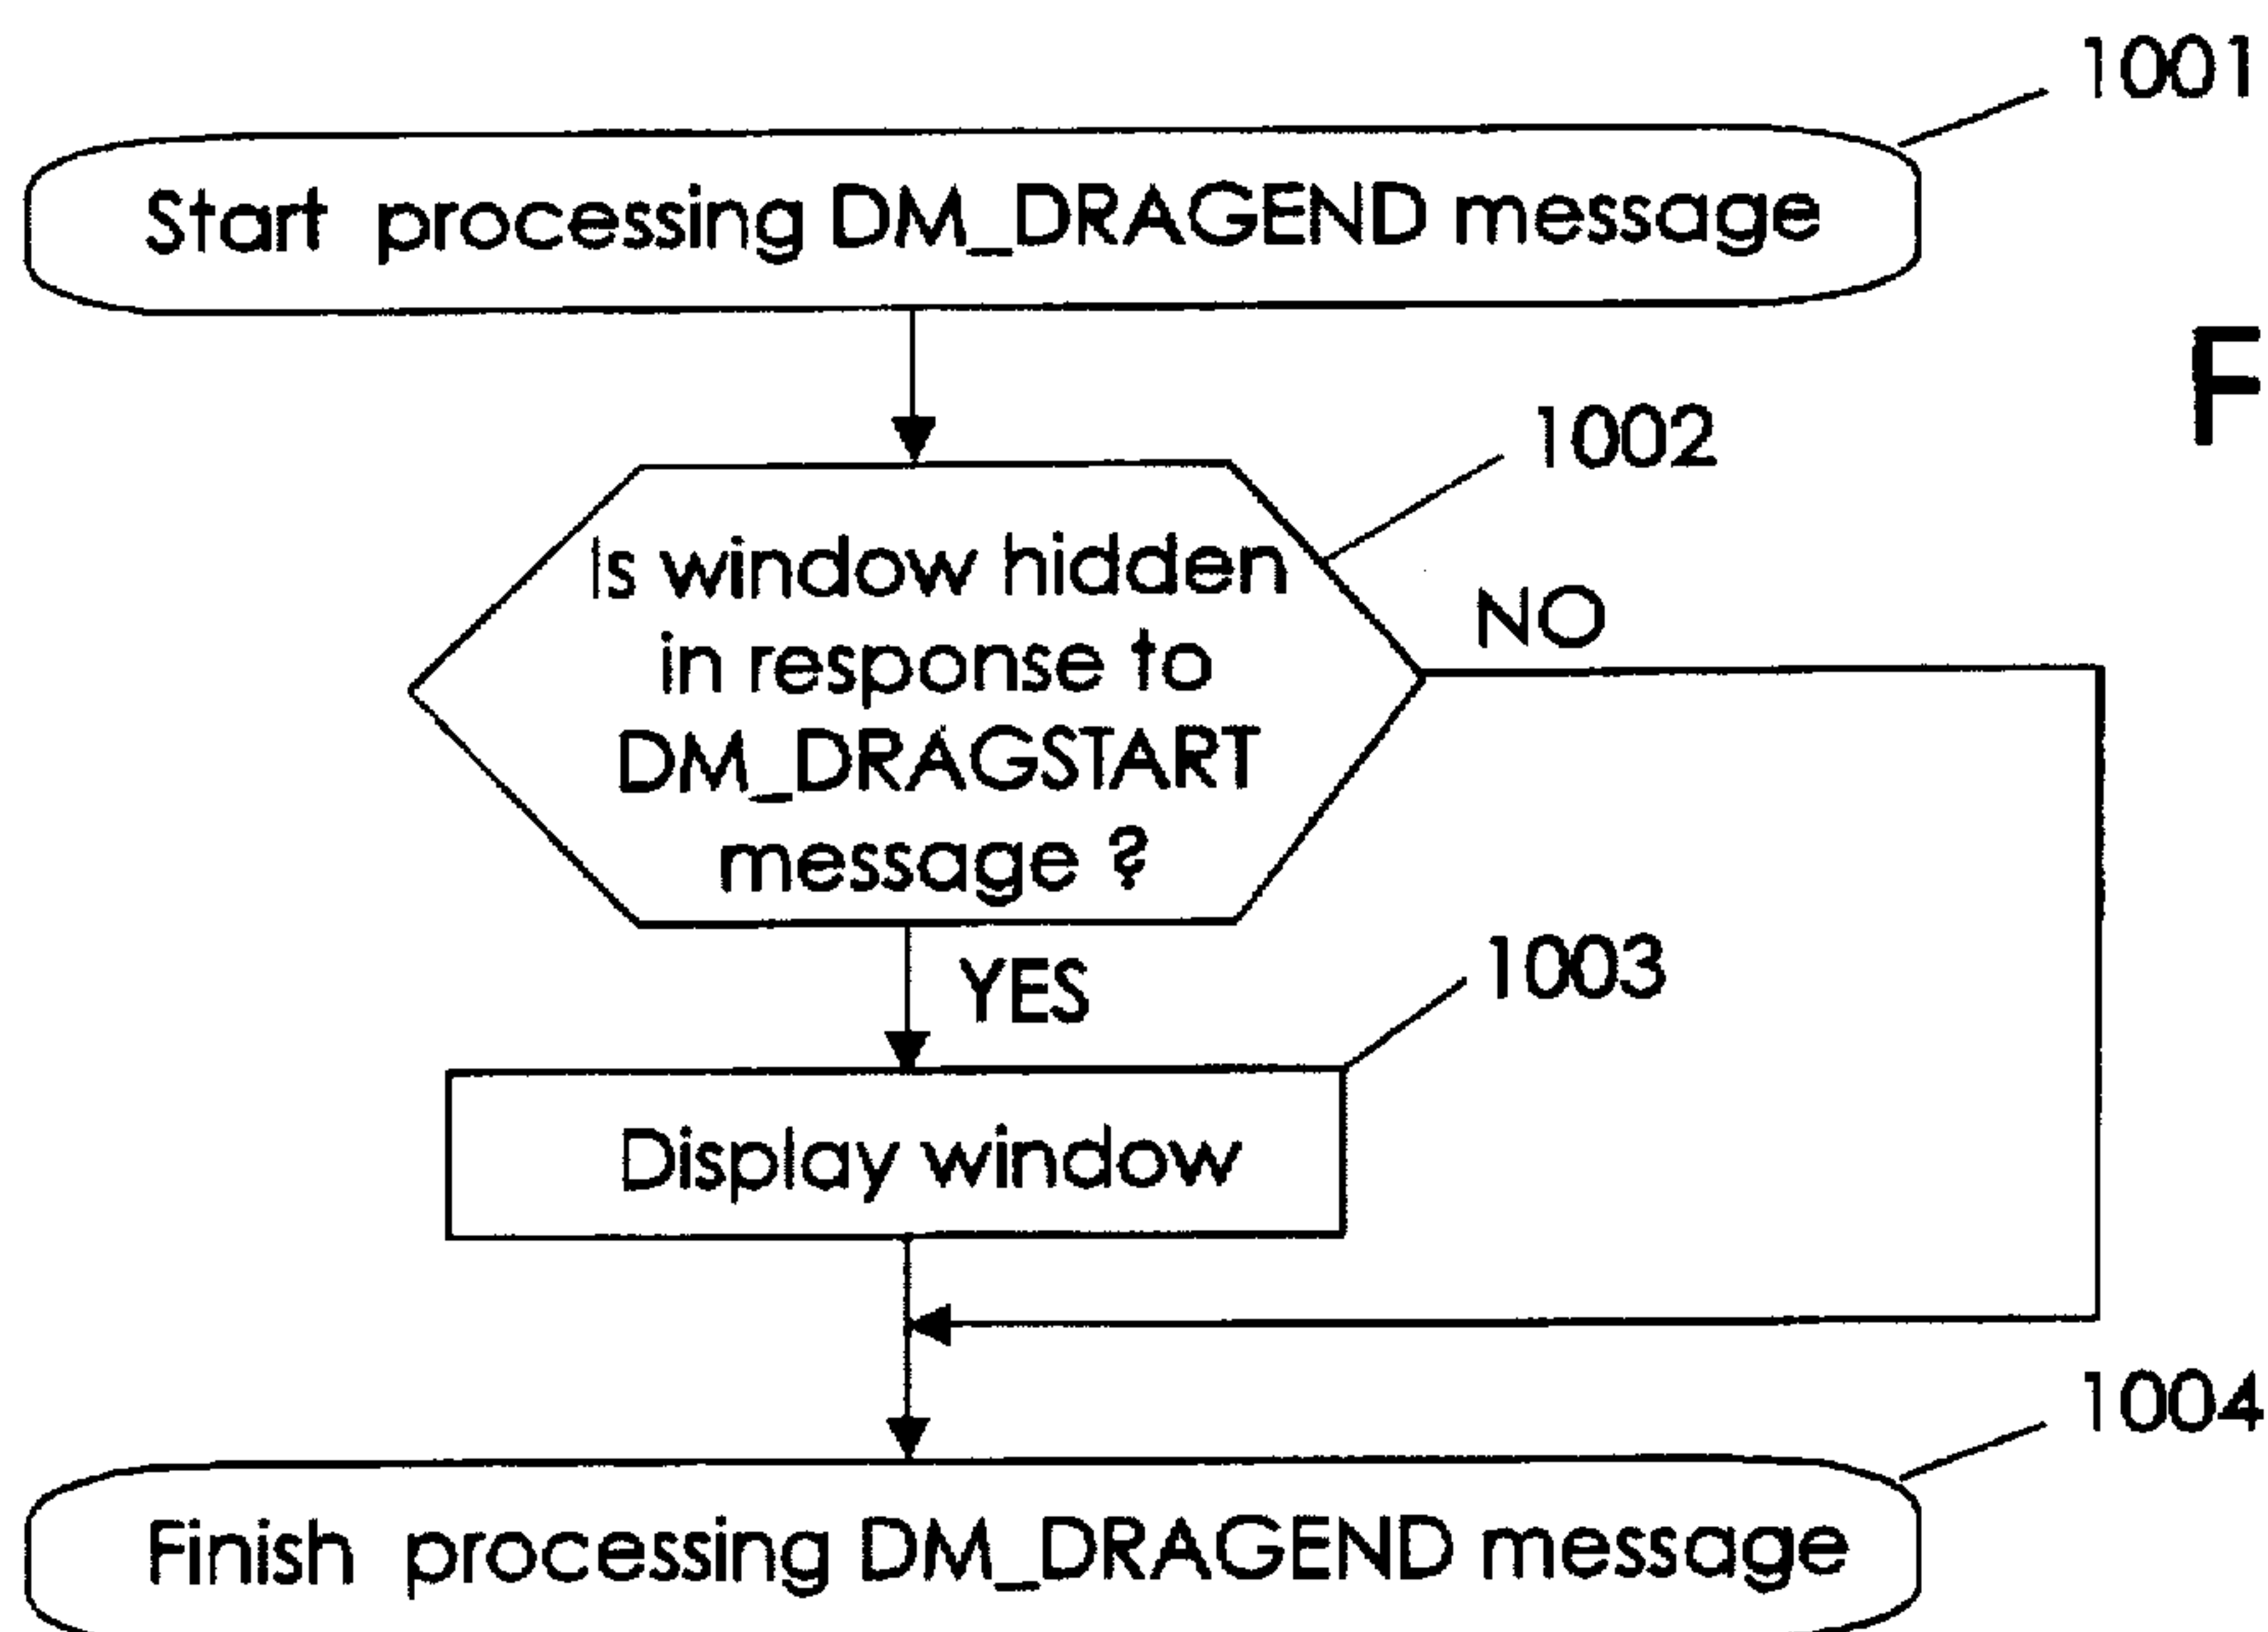 1001
Start processing DM_DRAGEND message
F
1002
Is window hidden
in response to
DM_DRAGSTART
message ?
NO
YES
1003
Display window
1004
Finish processing DM_DRAGEND message